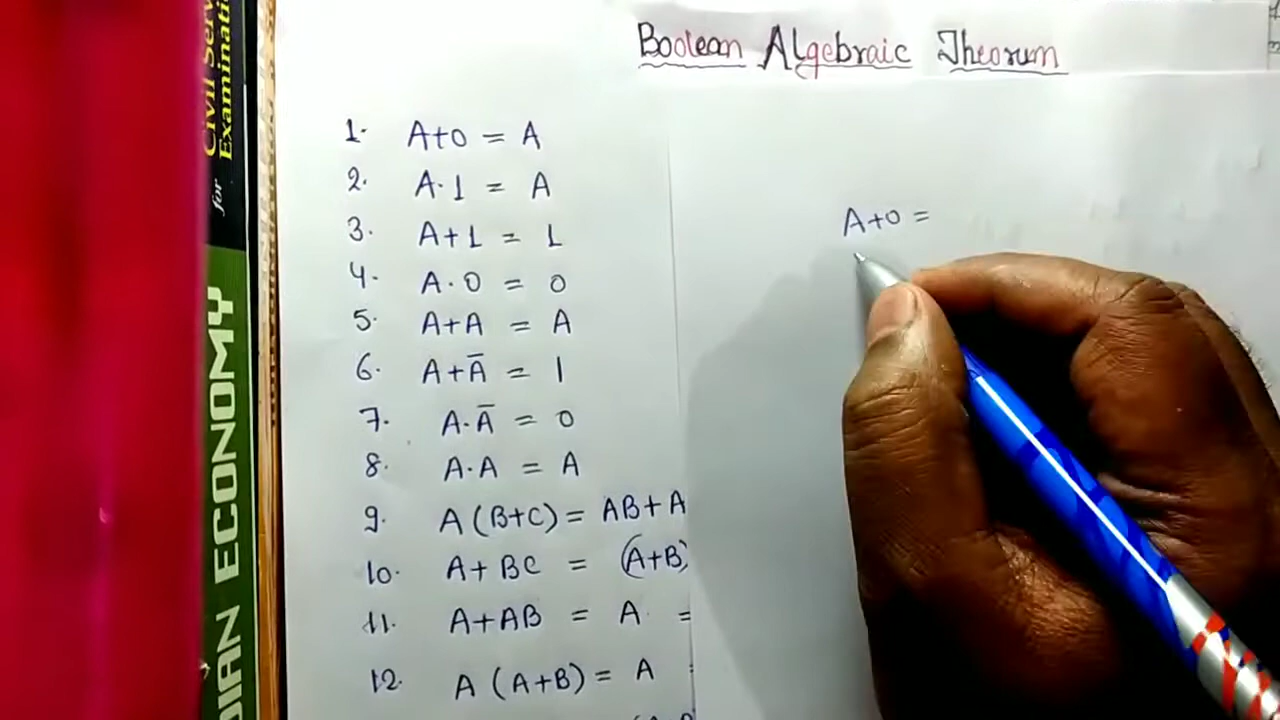 Civil Serv
for Examinati
DIAN ECONOMY
Boolean Algebraic Theorum
1. A+0 = A
2. A·1 = A
3. A+1 = 1
4. A·0 = 0
5. A+A = A
6. A+Ā = 1
7. A·Ā = 0
8. A·A = A
9. A(B+C) = AB+A
10. A+BC = (A+B)
11. A+AB = A =
12. A(A+B) = A
A+0 =